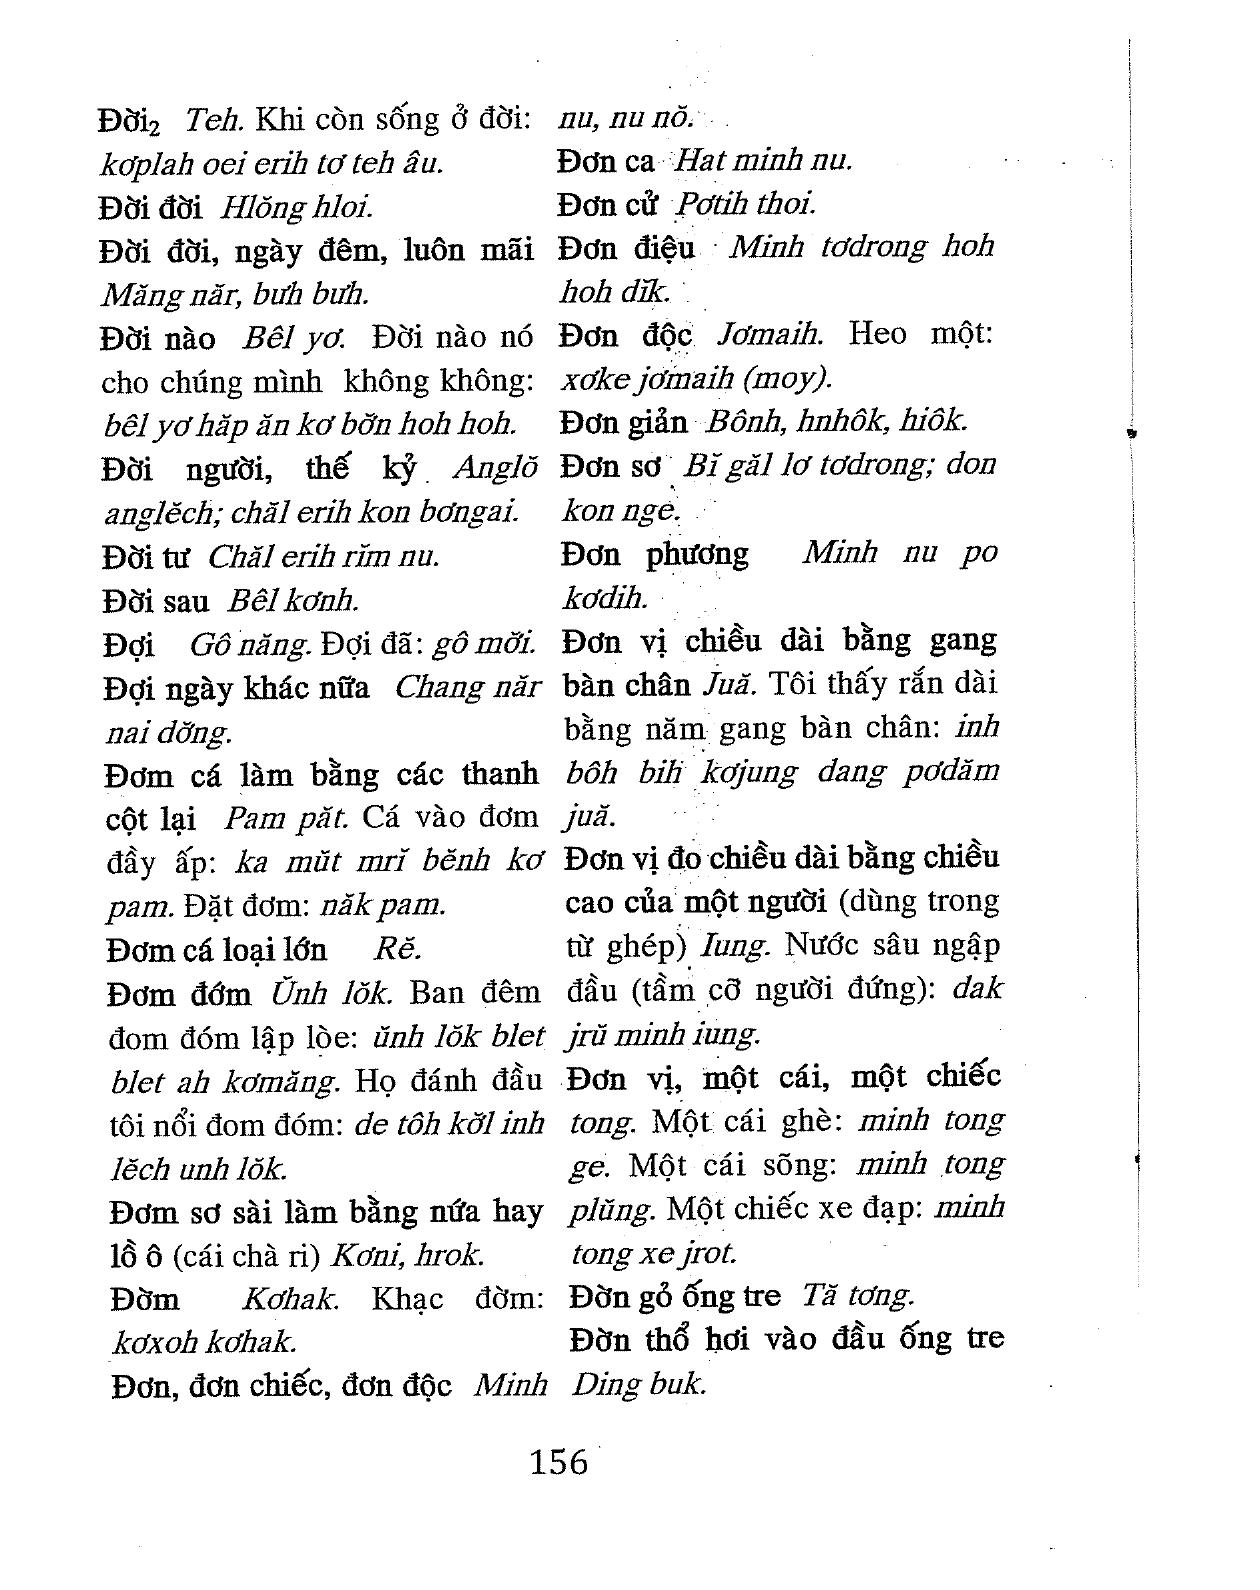 Đời₂ Teh. Khi còn sống ở đời:
kơplah oei erih tơ teh âu.
Đời đời Hlŏng hloi.
Đời đời, ngày đêm, luôn mãi
Măng năr, bưh bưh.
Đời nào Bêl yơ. Đời nào nó
cho chúng mình không không:
bêl yơ hăp ăn kơ bơ̆n hoh hoh.
Đời người, thế kỷ Anglŏ
anglĕch; chăl erih kon bơngai.
Đời tư Chăl erih rĭm nu.
Đời sau Bêl kơnh.
Đợi Gô năng. Đợi đã: gô mơ̆i.
Đợi ngày khác nữa Chang năr
nai dơ̆ng.
Đơm cá làm bằng các thanh
cột lại Pam păt. Cá vào đơm
đầy ấp: ka mŭt mrĭ bĕnh kơ
pam. Đặt đơm: năk pam.
Đơm cá loại lớn Rĕ.
Đơm đớm Ŭnh lŏk. Ban đêm
đom đóm lập lòe: ŭnh lŏk blet
blet ah kơmăng. Họ đánh đầu
tôi nổi đom đóm: de tôh kơ̆l inh
lĕch unh lŏk.
Đơm sơ sài làm bằng nứa hay
lồ ô (cái chà ri) Kơni, hrok.
Đờm Kơhak. Khạc đờm:
kơxoh kơhak.
Đơn, đơn chiếc, đơn độc Minh
nu, nu nŏ.
Đơn ca Hat minh nu.
Đơn cử Pơtih thoi.
Đơn điệu Minh tơdrong hoh
hoh dĭk.
Đơn độc Jơmaih. Heo một:
xơke jơmaih (moy).
Đơn giản Bônh, hnhôk, hiôk.
Đơn sơ Bĭ găl lơ tơdrong; don
kon nge.
Đơn phương Minh nu po
kơdih.
Đơn vị chiều dài bằng gang
bàn chân Juă. Tôi thấy rắn dài
bằng năm gang bàn chân: inh
bôh bih kơjung dang pơdăm
juă.
Đơn vị đo chiều dài bằng chiều
cao của một người (dùng trong
từ ghép) Iung. Nước sâu ngập
đầu (tầm cỡ người đứng): dak
jrŭ minh iung.
Đơn vị, một cái, một chiếc
tong. Một cái ghè: minh tong
ge. Một cái sõng: minh tong
plŭng. Một chiếc xe đạp: minh
tong xe jrot.
Đờn gỏ ống tre Tă tơng.
Đờn thổ hơi vào đầu ống tre
Ding buk.
156